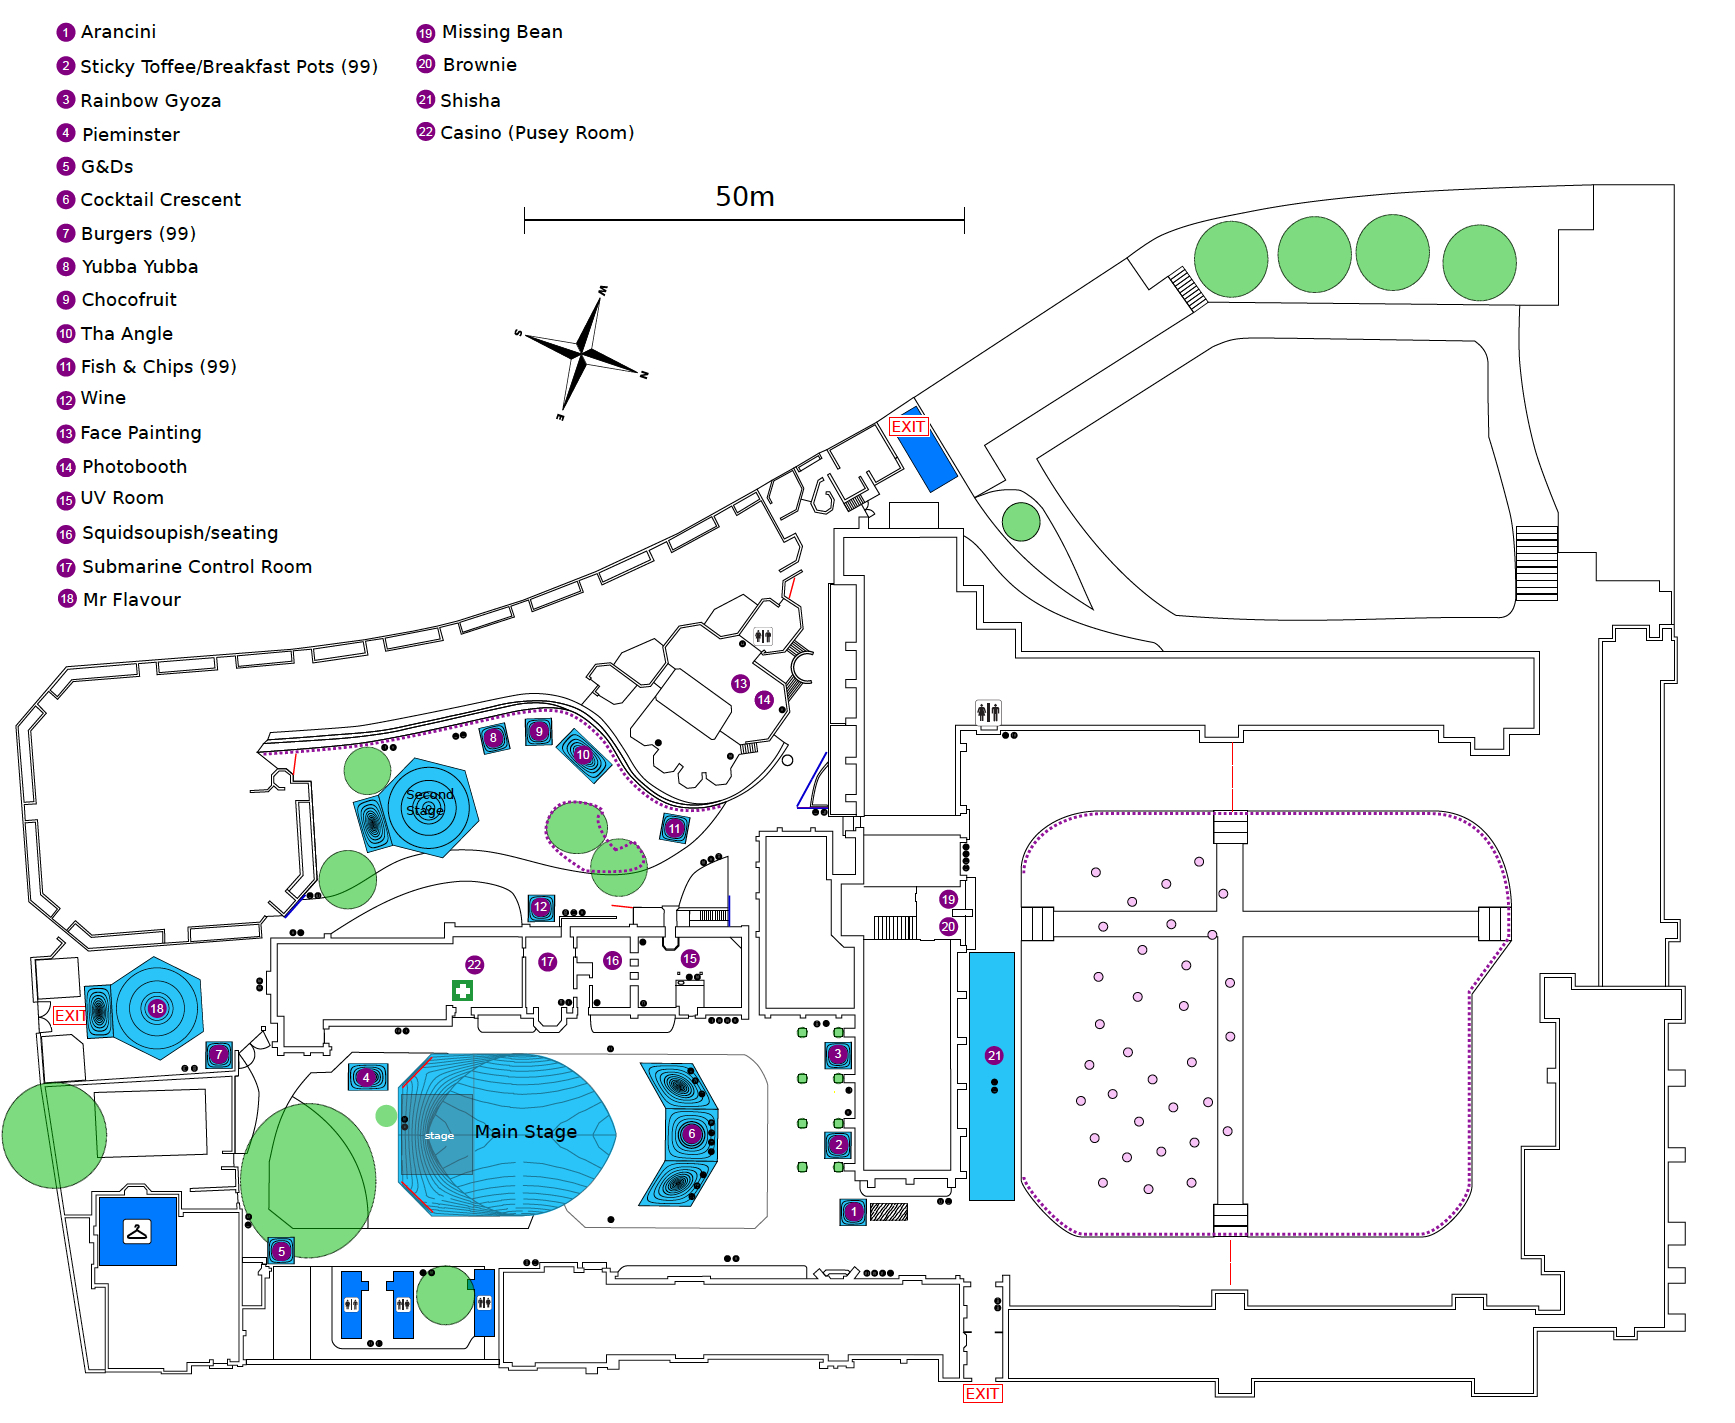 1 Arancini
2 Sticky Toffee/Breakfast Pots (99)
3 Rainbow Gyoza
4 Pieminster
5 G&Ds
6 Cocktail Crescent
7 Burgers (99)
8 Yubba Yubba
9 Chocofruit
10 Tha Angle
11 Fish & Chips (99)
12 Wine
13 Face Painting
14 Photobooth
15 UV Room
16 Squidsoupish/seating
17 Submarine Control Room
18 Mr Flavour
19 Missing Bean
20 Brownie
21 Shisha
22 Casino (Pusey Room)
50m
W
S
N
E
EXIT
13
14
8
9
10
Second
Stage
11
12
19
20
22
17
16
15
18
EXIT
7
4
3
21
stage
Main Stage
6
2
1
5
EXIT